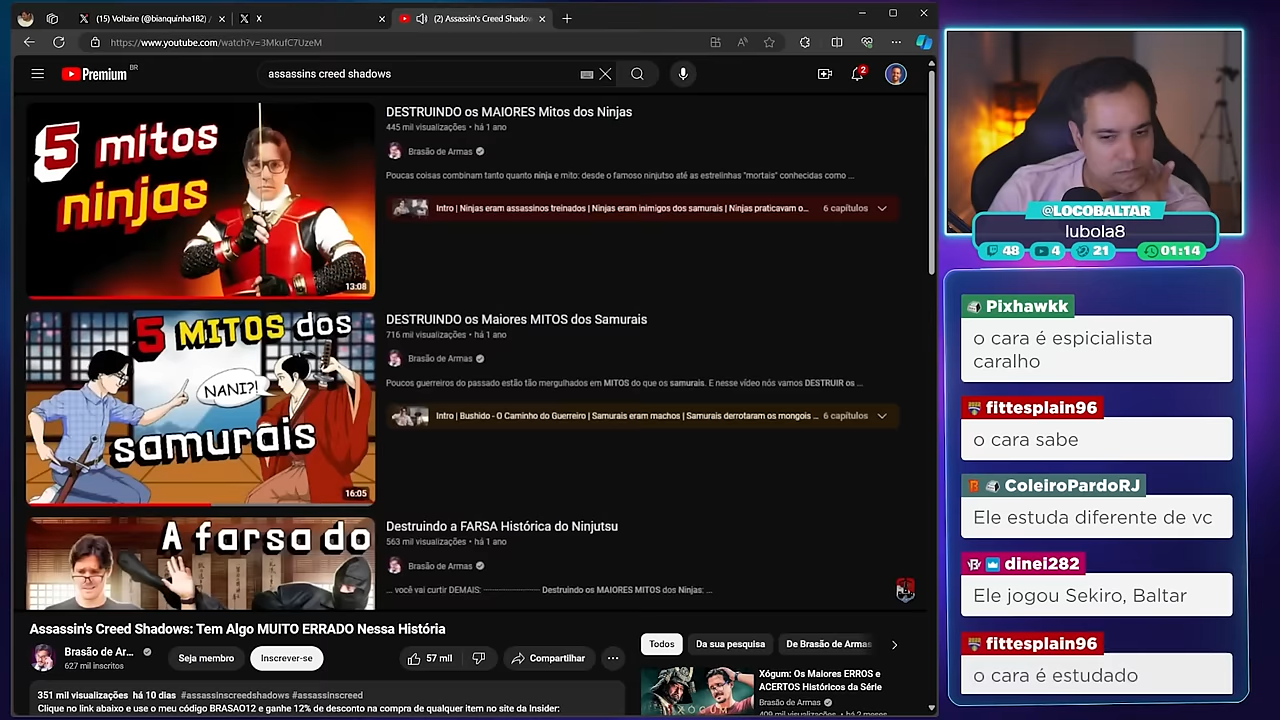 (15) Voltaire (@bianquinha182) /
X
(2) Assassin's Creed Shadow
https://www.youtube.com/watch?v=3MkufC7UzeM
Premium BR
assassins creed shadows
2
5 mitos
ninjas
13:08
DESTRUINDO os MAIORES Mitos dos Ninjas
445 mil visualizações • há 1 ano
Brasão de Armas
Poucas coisas combinam tanto quanto ninja e mito: desde o famoso ninjutso até as estrelinhas "mortais" conhecidas como ...
Intro | Ninjas eram assassinos treinados | Ninjas eram inimigos dos samurais | Ninjas praticavam o... 6 capítulos
5 MITOS dos
NANI?!
samurais
16:05
DESTRUINDO os Maiores MITOS dos Samurais
716 mil visualizações • há 1 ano
Brasão de Armas
Poucos guerreiros do passado estão tão mergulhados em MITOS do que os samurais. E nesse vídeo nós vamos DESTRUIR os ...
Intro | Bushido - O Caminho do Guerreiro | Samurais eram machos | Samurais derrotaram os mongois ... 6 capítulos
A farsa do
Destruindo a FARSA Histórica do Ninjutsu
563 mil visualizações • há 1 ano
Brasão de Armas
... você vai curtir DEMAIS: ——————— Destruindo os MAIORES MITOS dos Ninjas: ...
Assassin's Creed Shadows: Tem Algo MUITO ERRADO Nessa História
Brasão de Ar...
627 mil inscritos
Seja membro
Inscrever-se
57 mil
Compartilhar
351 mil visualizações há 10 dias #assassinscreedshadows #assassinscreed
Clique no link abaixo e use o meu código BRASAO12 e ganhe 12% de desconto na compra de qualquer item no site da Insider:
Todos
Da sua pesquisa
De Brasão de Armas
Xógum: Os Maiores ERROS e
ACERTOS Históricos da Série
Brasão de Armas
409 mil visualizações • há 2 meses
XOGUM
@LOCOBALTAR
lubola8
48
4
21
01:14
Pixhawkk
o cara é espicialista
caralho
fittesplain96
o cara sabe
ColeiroPardoRJ
Ele estuda diferente de vc
dinei282
Ele jogou Sekiro, Baltar
fittesplain96
o cara é estudado